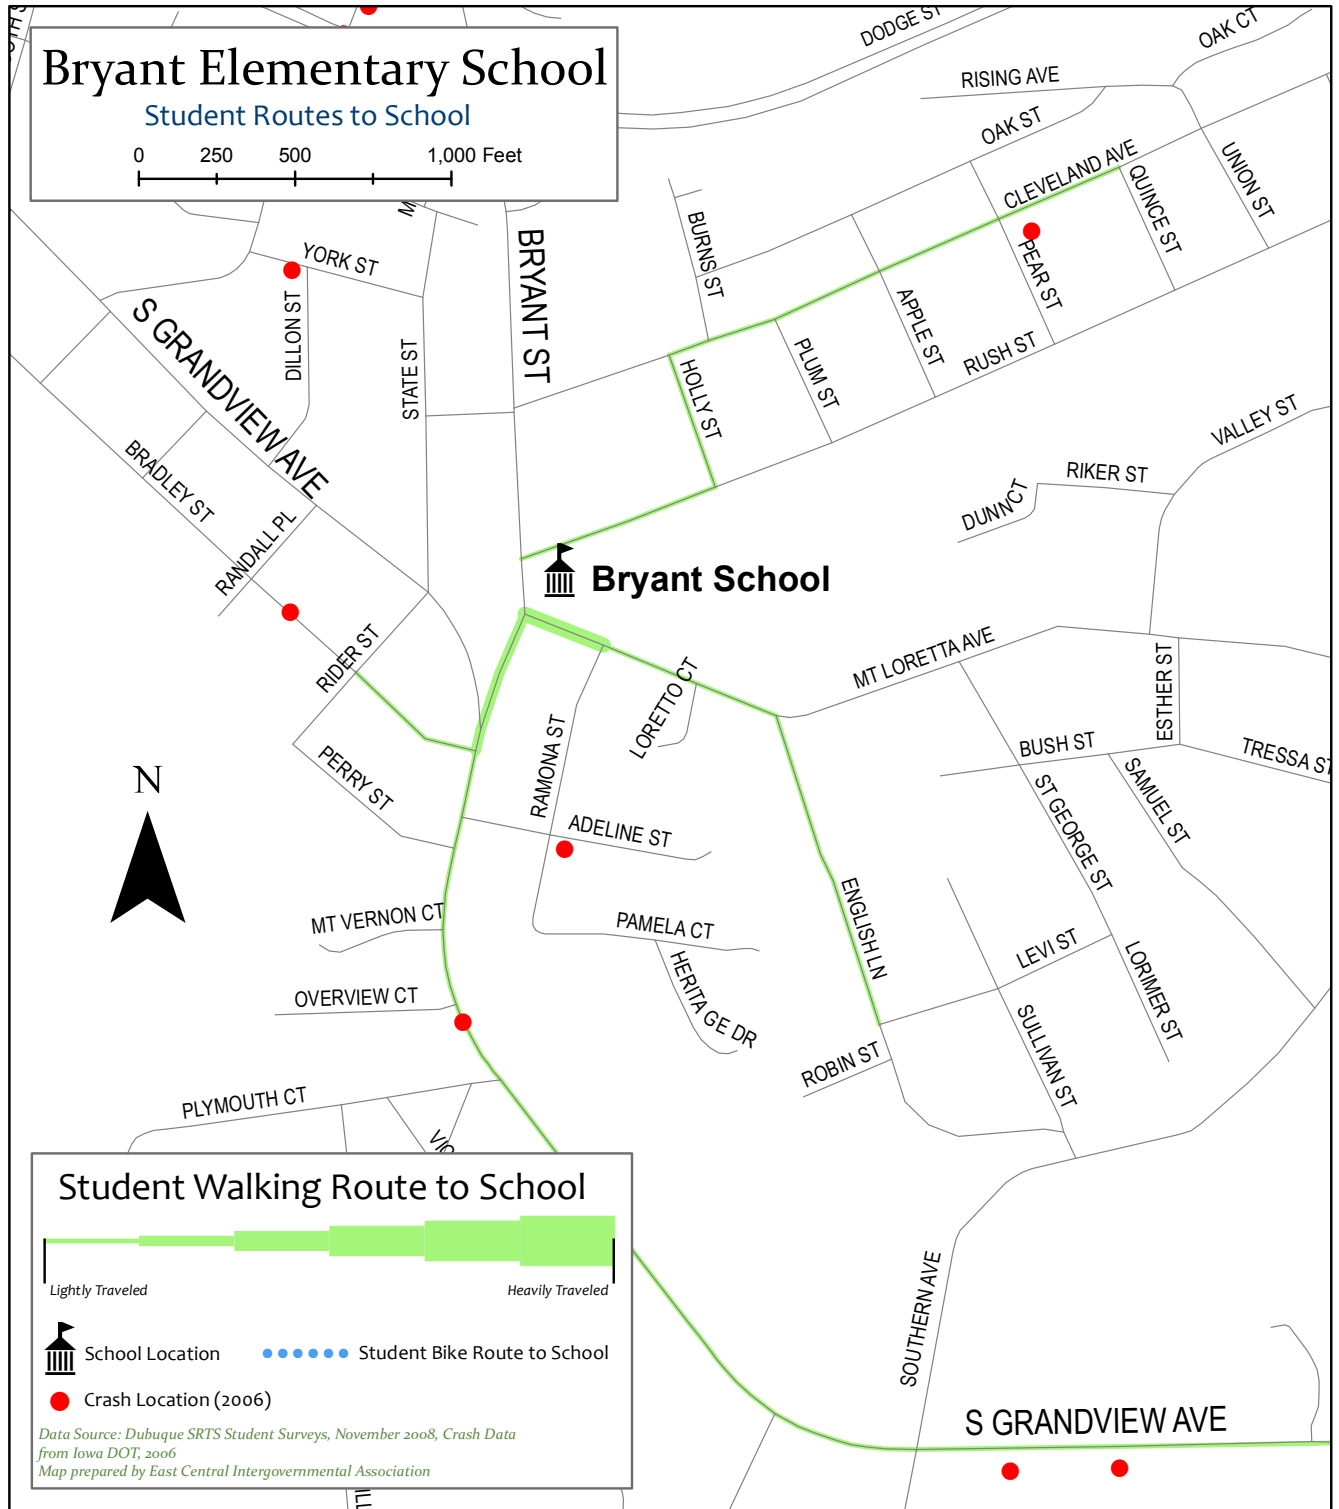 Bryant Elementary School
Student Routes to School
0 250 500 1,000 Feet
DODGE ST
OAK CT
RISING AVE
OAK ST
CLEVELAND AVE
UNION ST
QUINCE ST
PEAR ST
BURNS ST
APPLE ST
RUSH ST
PLUM ST
HOLLY ST
BRYANT ST
YORK ST
DILLON ST
STATE ST
S GRANDVIEW AVE
BRADLEY ST
RANDALL PL
RIDER ST
VALLEY ST
RIKER ST
DUNN CT
Bryant School
MT LORETTA AVE
LORETTO CT
ESTHER ST
BUSH ST
TRESSA ST
SAMUEL ST
ST GEORGE ST
RAMONA ST
PERRY ST
N
ADELINE ST
ENGLISH LN
MT VERNON CT
PAMELA CT
LEVI ST
LORIMER ST
HERITAGE DR
OVERVIEW CT
SULLIVAN ST
ROBIN ST
PLYMOUTH CT
VIC
SOUTHERN AVE
S GRANDVIEW AVE
Student Walking Route to School
Lightly Traveled Heavily Traveled
School Location Student Bike Route to School
Crash Location (2006)
Data Source: Dubuque SRTS Student Surveys, November 2008, Crash Data
from Iowa DOT, 2006
Map prepared by East Central Intergovernmental Association